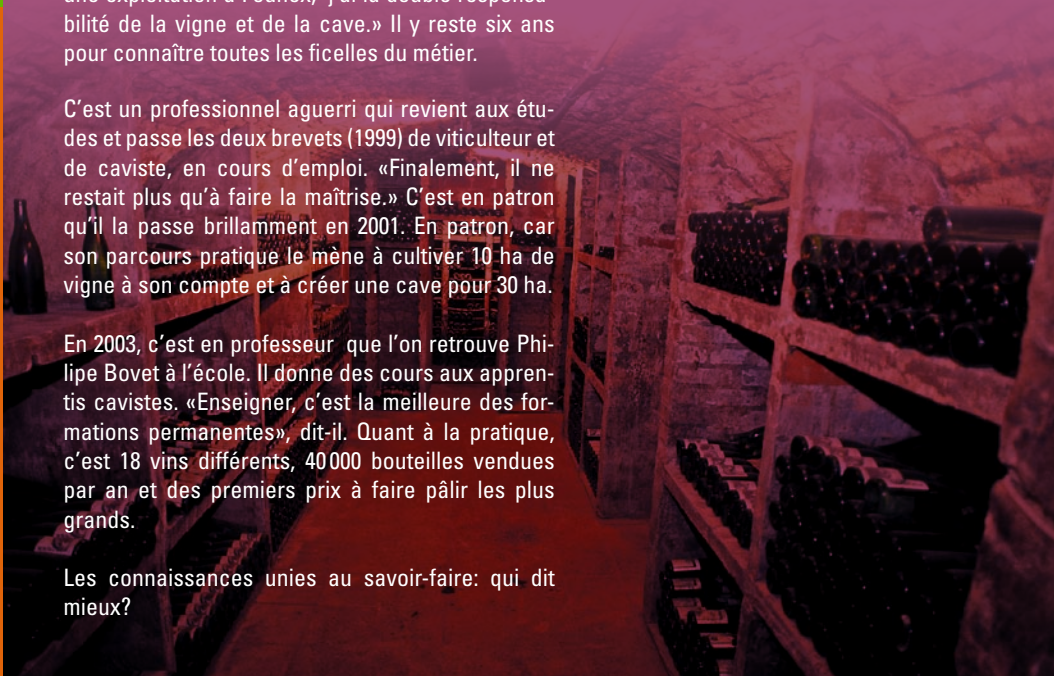 bilité de la vigne et de la cave.» Il y reste six ans
pour connaître toutes les ficelles du métier.
C'est un professionnel aguerri qui revient aux étu-
des et passe les deux brevets (1999) de viticulteur et
de caviste, en cours d'emploi. «Finalement, il ne
restait plus qu'à faire la maîtrise.» C'est en patron
qu'il la passe brillamment en 2001. En patron, car
son parcours pratique le mène à cultiver 10 ha de
vigne à son compte et à créer une cave pour 30 ha.
En 2003, c'est en professeur que l'on retrouve Phi-
lipe Bovet à l'école. Il donne des cours aux appren-
tis cavistes. «Enseigner, c'est la meilleure des for-
mations permanentes», dit-il. Quant à la pratique,
c'est 18 vins différents, 40 000 bouteilles vendues
par an et des premiers prix à faire pâlir les plus
grands.
Les connaissances unies au savoir-faire: qui dit
mieux?